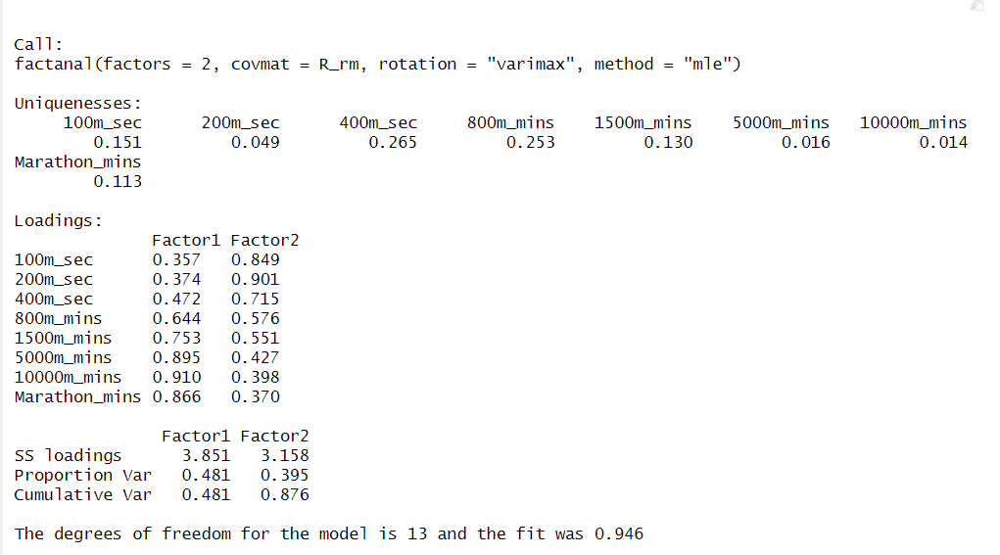 Call:
factanal(factors = 2, covmat = R_rm, rotation = "varimax", method = "mle")
Uniquenesses:
100m_sec 200m_sec 400m_sec 800m_mins 1500m_mins 5000m_mins 10000m_mins
0.151 0.049 0.265 0.253 0.130 0.016 0.014
Marathon_mins
0.113
Loadings:
Factor1 Factor2
100m_sec 0.357 0.849
200m_sec 0.374 0.901
400m_sec 0.472 0.715
800m_mins 0.644 0.576
1500m_mins 0.753 0.551
5000m_mins 0.895 0.427
10000m_mins 0.910 0.398
Marathon_mins 0.866 0.370
Factor1 Factor2
SS loadings 3.851 3.158
Proportion Var 0.481 0.395
Cumulative Var 0.481 0.876
The degrees of freedom for the model is 13 and the fit was 0.946